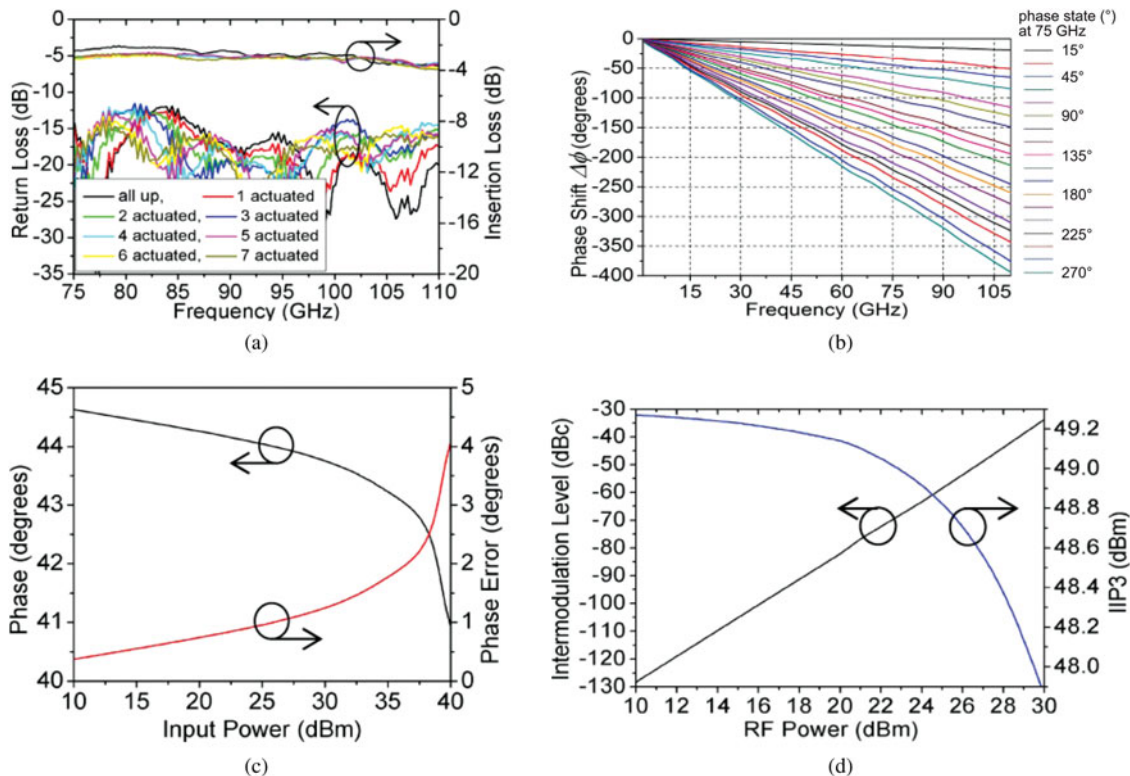 (a)
Return Loss (dB)
0
-5
-10
-15
-20
-25
-30
-35
0
-4
-8
-12
-16
-20
Insertion Loss (dB)
all up, 1 actuated
2 actuated, 3 actuated
4 actuated, 5 actuated
6 actuated, 7 actuated
75 80 85 90 95 100 105 110
Frequency (GHz)
(a)
phase state (°)
at 75 GHz
Phase Shift Δϕ (degrees)
0
-50
-100
-150
-200
-250
-300
-350
-400
15°
45°
90°
135°
180°
225°
270°
15 30 45 60 75 90 105
Frequency (GHz)
(b)
Phase (degrees)
45
44
43
42
41
40
5
4
3
2
1
0
Phase Error (degrees)
10 15 20 25 30 35 40
Input Power (dBm)
(c)
Intermodulation Level (dBc)
-30
-40
-50
-60
-70
-80
-90
-100
-110
-120
-130
49.2
49.0
48.8
48.6
48.4
48.2
48.0
IIP3 (dBm)
10 12 14 16 18 20 22 24 26 28 30
RF Power (dBm)
(d)